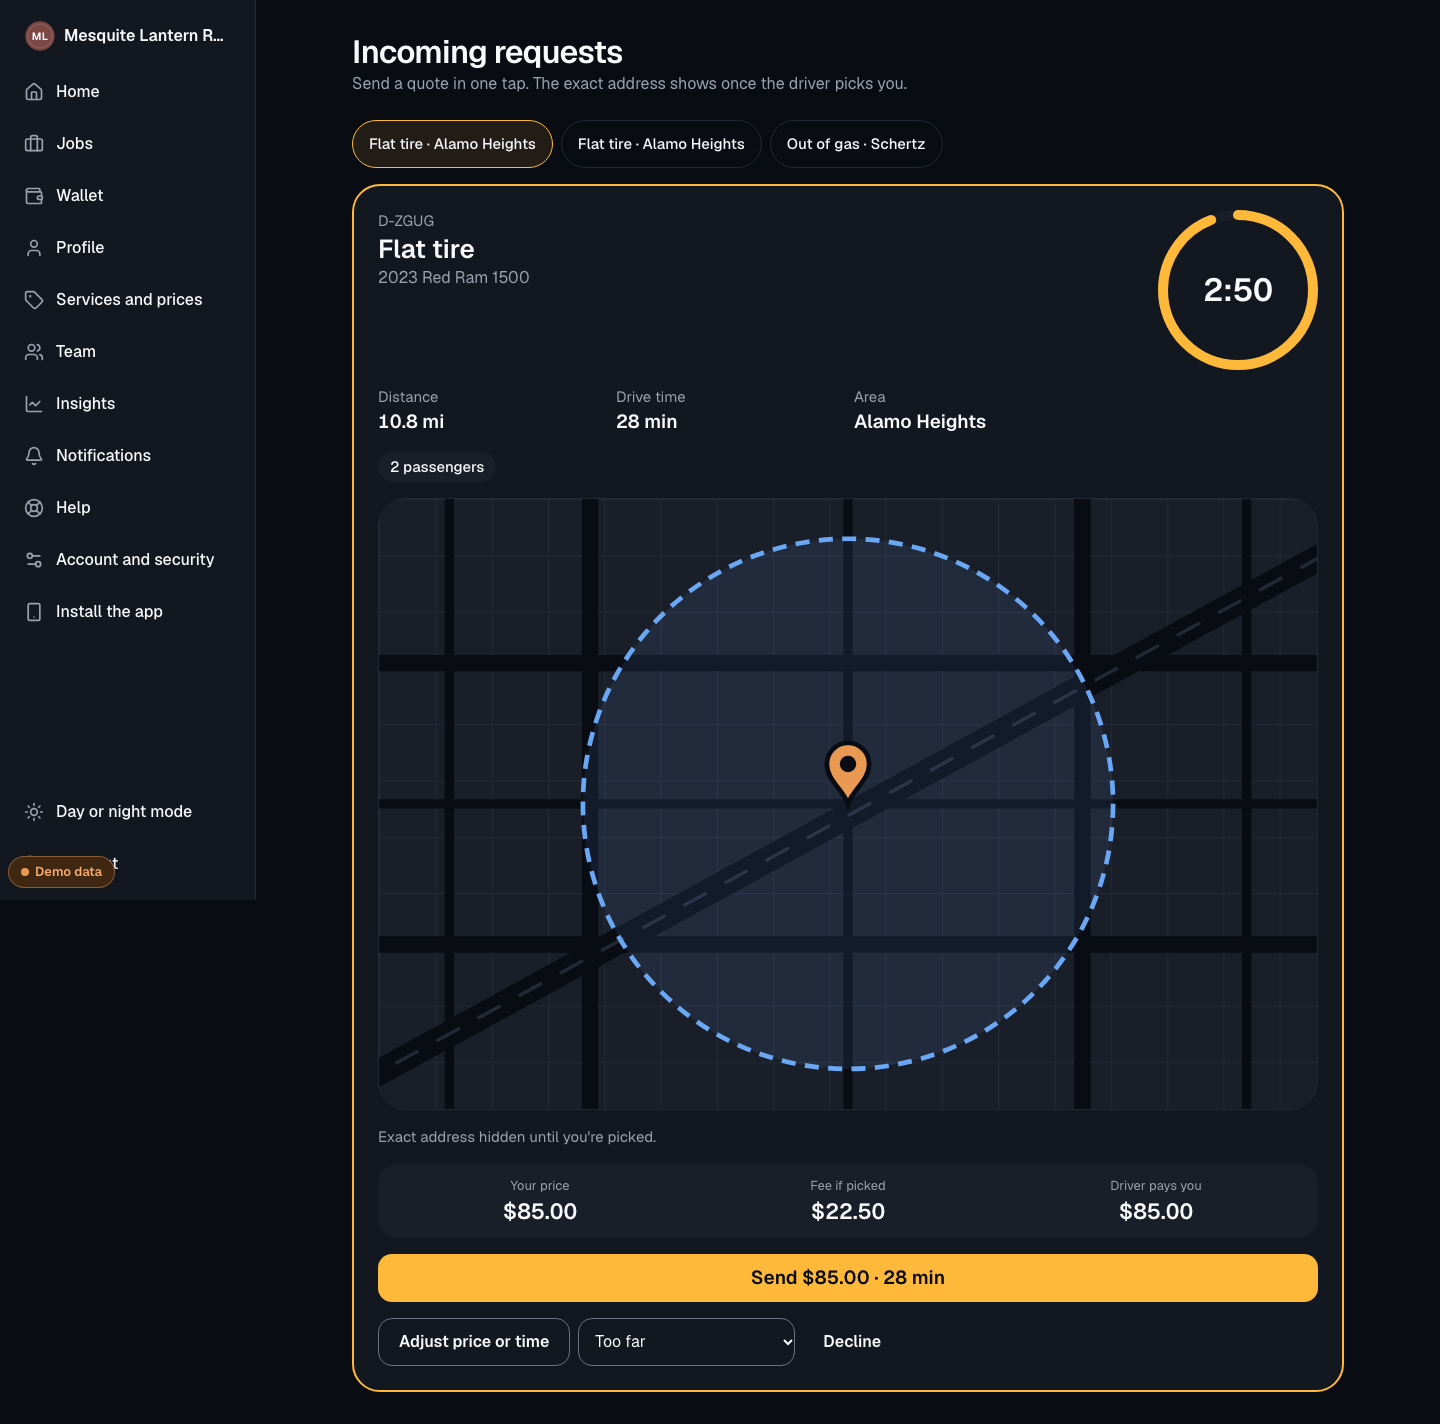 ML
Mesquite Lantern R...
Home
Jobs
Wallet
Profile
Services and prices
Team
Insights
Notifications
Help
Account and security
Install the app
Day or night mode
Demo data
Incoming requests
Send a quote in one tap. The exact address shows once the driver picks you.
Flat tire · Alamo Heights
Flat tire · Alamo Heights
Out of gas · Schertz
D-ZGUG
Flat tire
2023 Red Ram 1500
2:50
Distance
10.8 mi
Drive time
28 min
Area
Alamo Heights
2 passengers
Exact address hidden until you're picked.
Your price
$85.00
Fee if picked
$22.50
Driver pays you
$85.00
Send $85.00 · 28 min
Adjust price or time
Too far
Decline